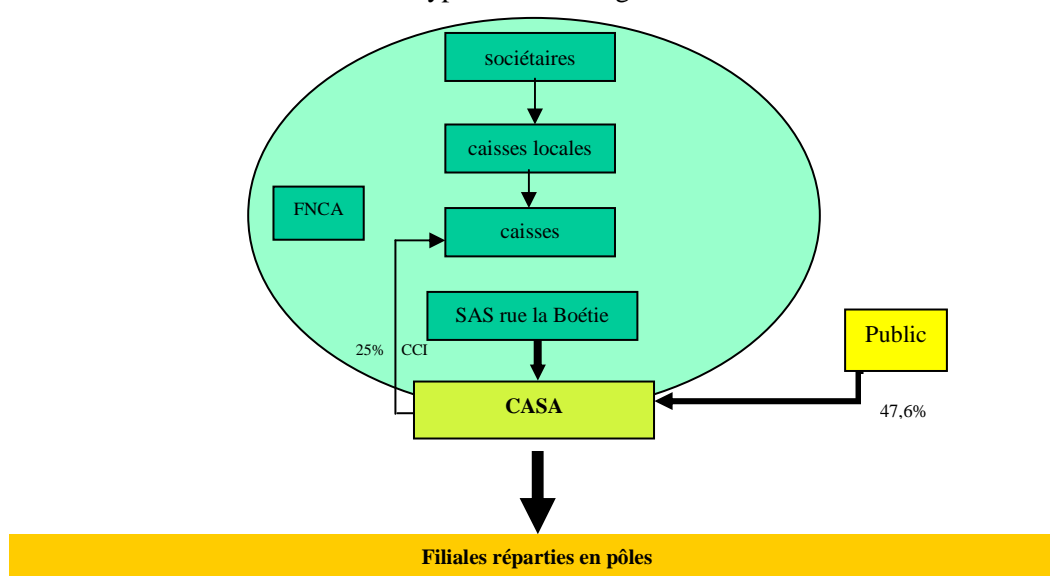 sociétaires
caisses locales
FNCA
caisses
SAS rue la Boétie
Public
25% CCI
CASA
47,6%
Filiales réparties en pôles